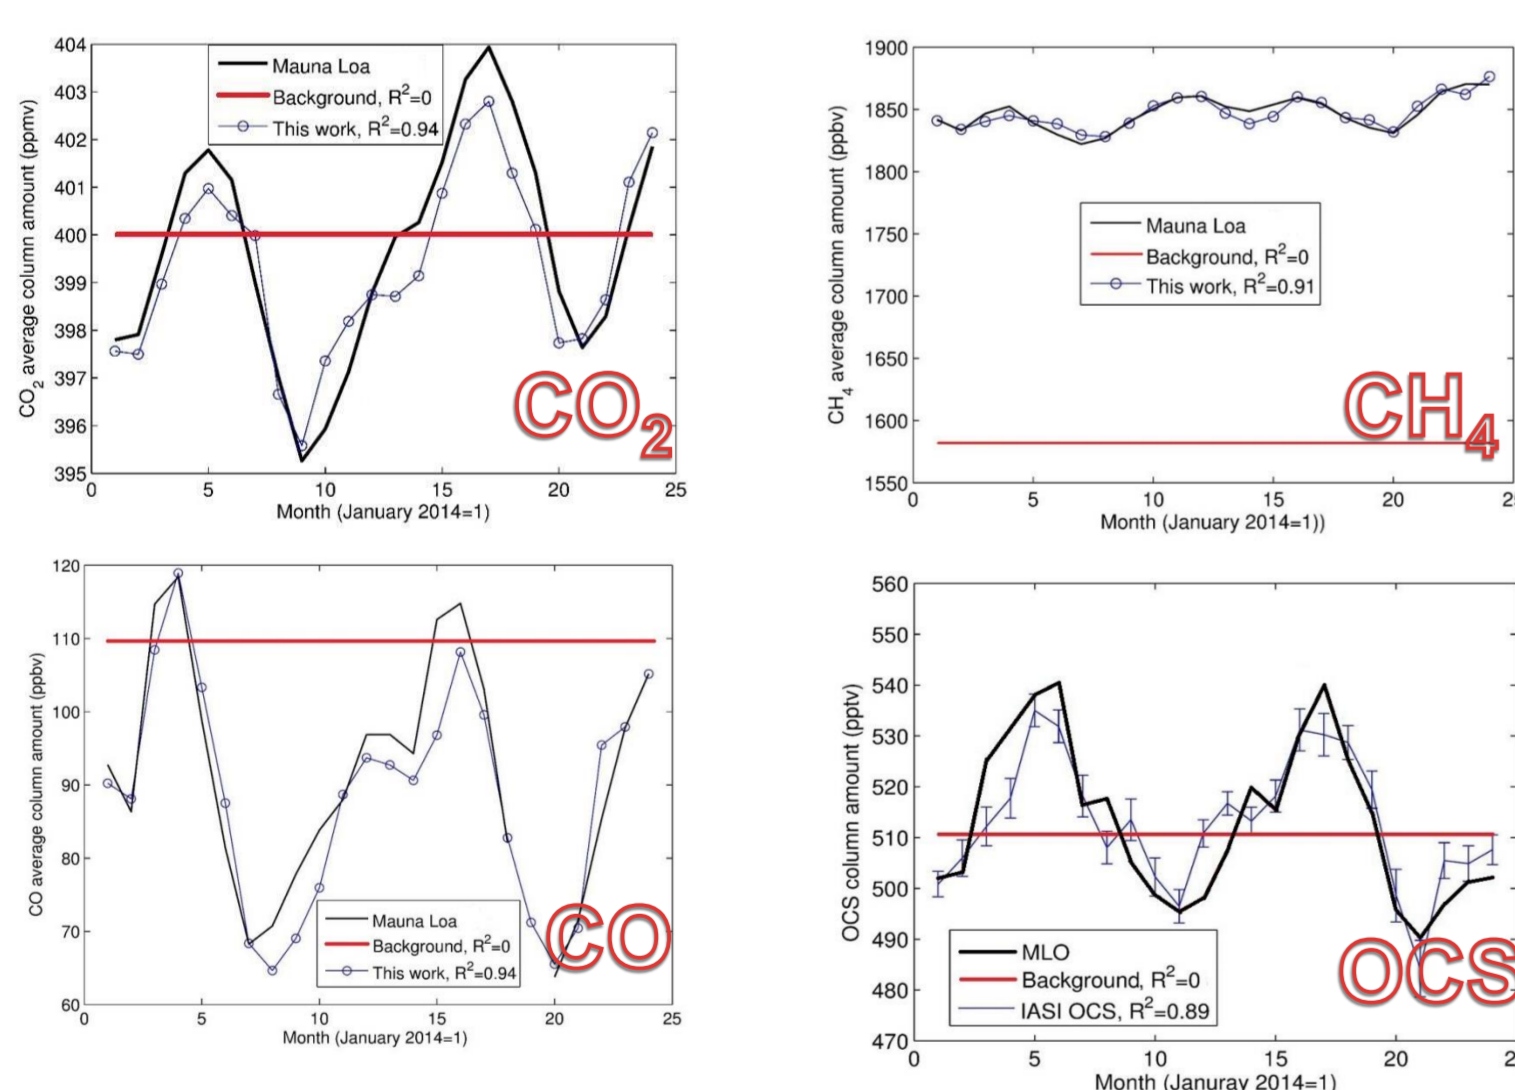 404
403
402
401
400
399
398
397
396
395
0
5
10
15
20
25
CO2 average column amount (ppmv)
Month (January 2014=1)
Mauna Loa
Background, R²=0
This work, R²=0.94
CO2
1900
1850
1800
1750
1700
1650
1600
1550
0
5
10
15
20
CH4 average column amount (ppbv)
Month (January 2014=1))
Mauna Loa
Background, R²=0
This work, R²=0.91
CH4
120
110
100
90
80
70
60
0
5
10
15
20
25
CO average column amount (ppbv)
Month (January 2014=1)
Mauna Loa
Background, R²=0
This work, R²=0.94
CO
560
550
540
530
520
510
500
490
480
470
0
5
10
15
20
OCS column amount (pptv)
Month (Januray 2014=1)
MLO
Background, R²=0
IASI OCS, R²=0.89
OCS